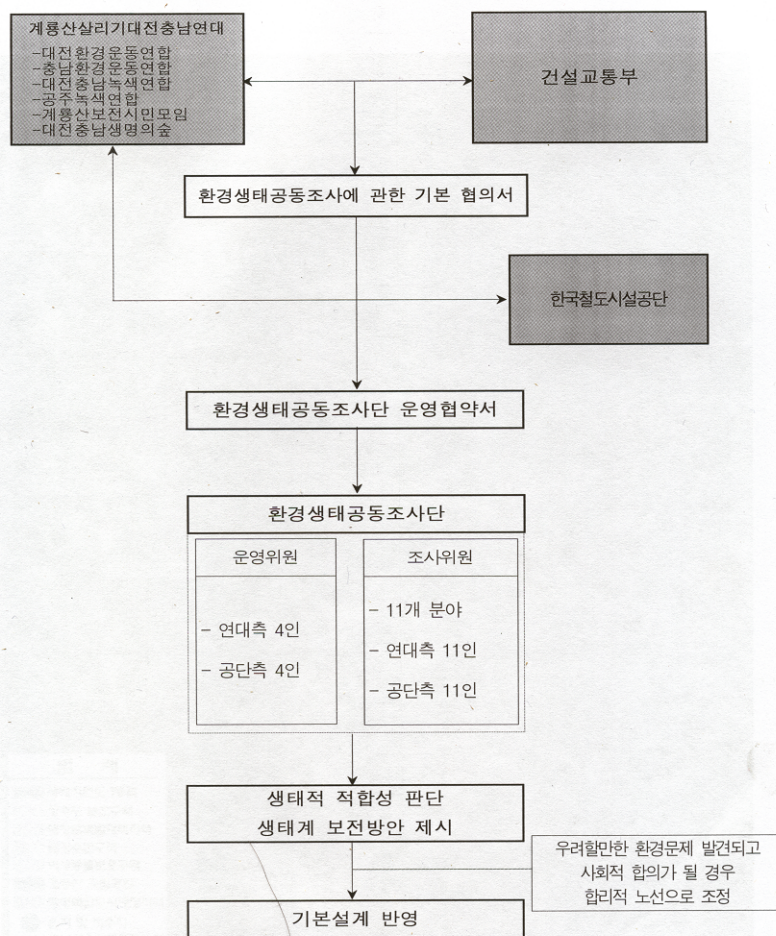 계룡산살리기대전충남연대
-대전환경운동연합
-충남환경운동연합
-대전충남녹색연합
-공주녹색연합
-계룡산보전시민모임
-대전충남생명의숲
건설교통부
환경생태공동조사에 관한 기본 협의서
한국철도시설공단
환경생태공동조사단 운영협약서
환경생태공동조사단
운영위원
- 연대측 4인
- 공단측 4인
조사위원
- 11개 분야
- 연대측 11인
- 공단측 11인
생태적 적합성 판단
생태계 보전방안 제시
우려할만한 환경문제 발견되고
사회적 합의가 될 경우
합리적 노선으로 조정
기본설계 반영